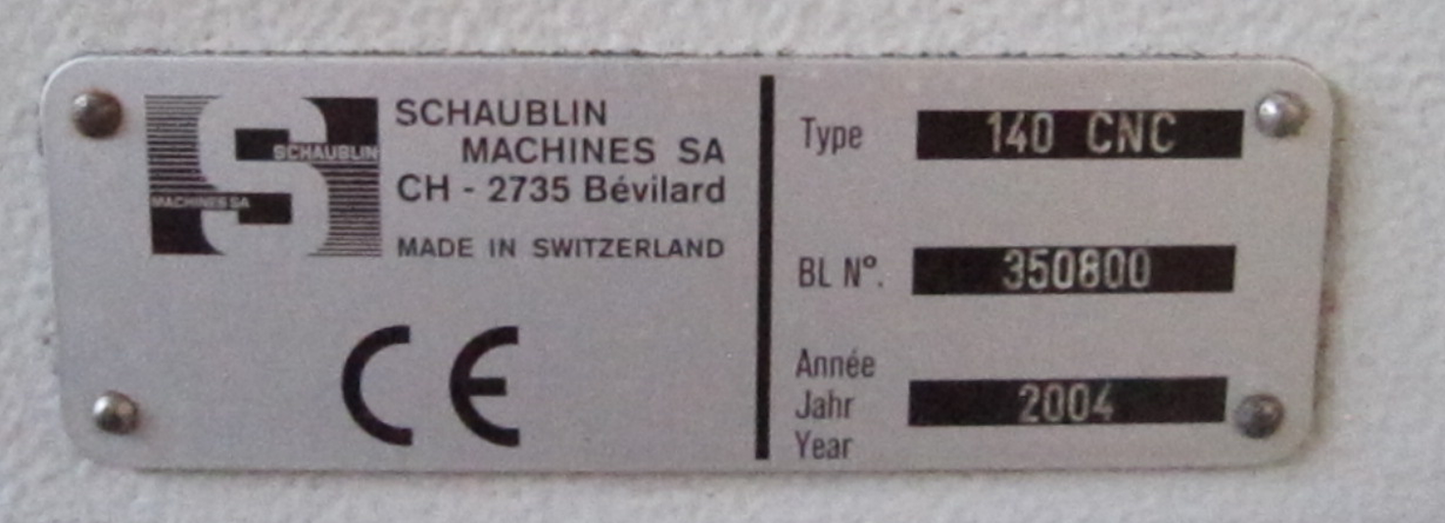 SCHAUBLIN
MACHINES SA
SCHAUBLIN
MACHINES SA
CH - 2735 Bévilard
MADE IN SWITZERLAND
CE
Type 140 CNC
BL Nº. 350800
Année
Jahr 2004
Year